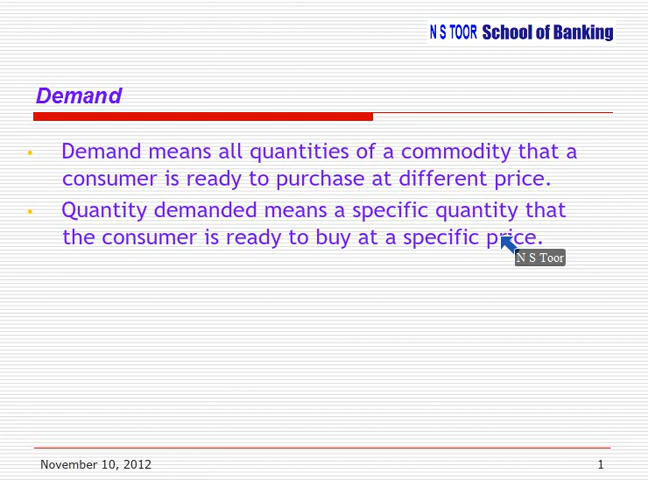 N S TOOR School of Banking
Demand
• Demand means all quantities of a commodity that a
consumer is ready to purchase at different price.
• Quantity demanded means a specific quantity that
the consumer is ready to buy at a specific price.
N S Toor
November 10, 2012 1